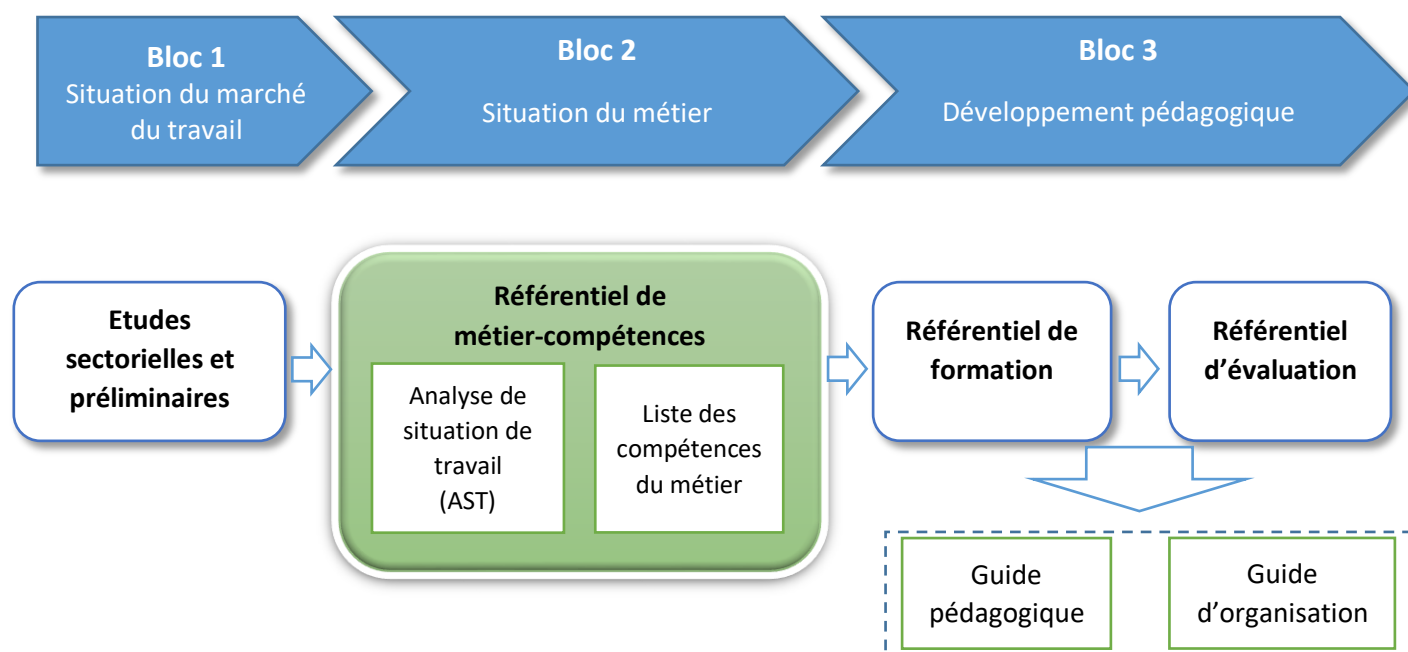 Bloc 1
Situation du marché
du travail
Bloc 2
Situation du métier
Bloc 3
Développement pédagogique
Etudes
sectorielles et
préliminaires
Référentiel de
métier-compétences
Analyse de
situation de
travail
(AST)
Liste des
compétences
du métier
Référentiel de
formation
Référentiel
d’évaluation
Guide
pédagogique
Guide
d’organisation